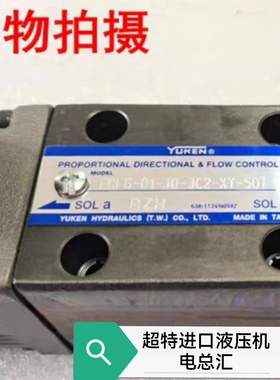 物拍摄
YUKEN
PROPORTIONAL DIRECTIONAL & FLOW CONTROL
MODEL
SOL a
BZH
SOL
YUKEN HYDRAULICS (T.W.) CO., LTD.
MADE IN TA
超特进口液压机
电总汇